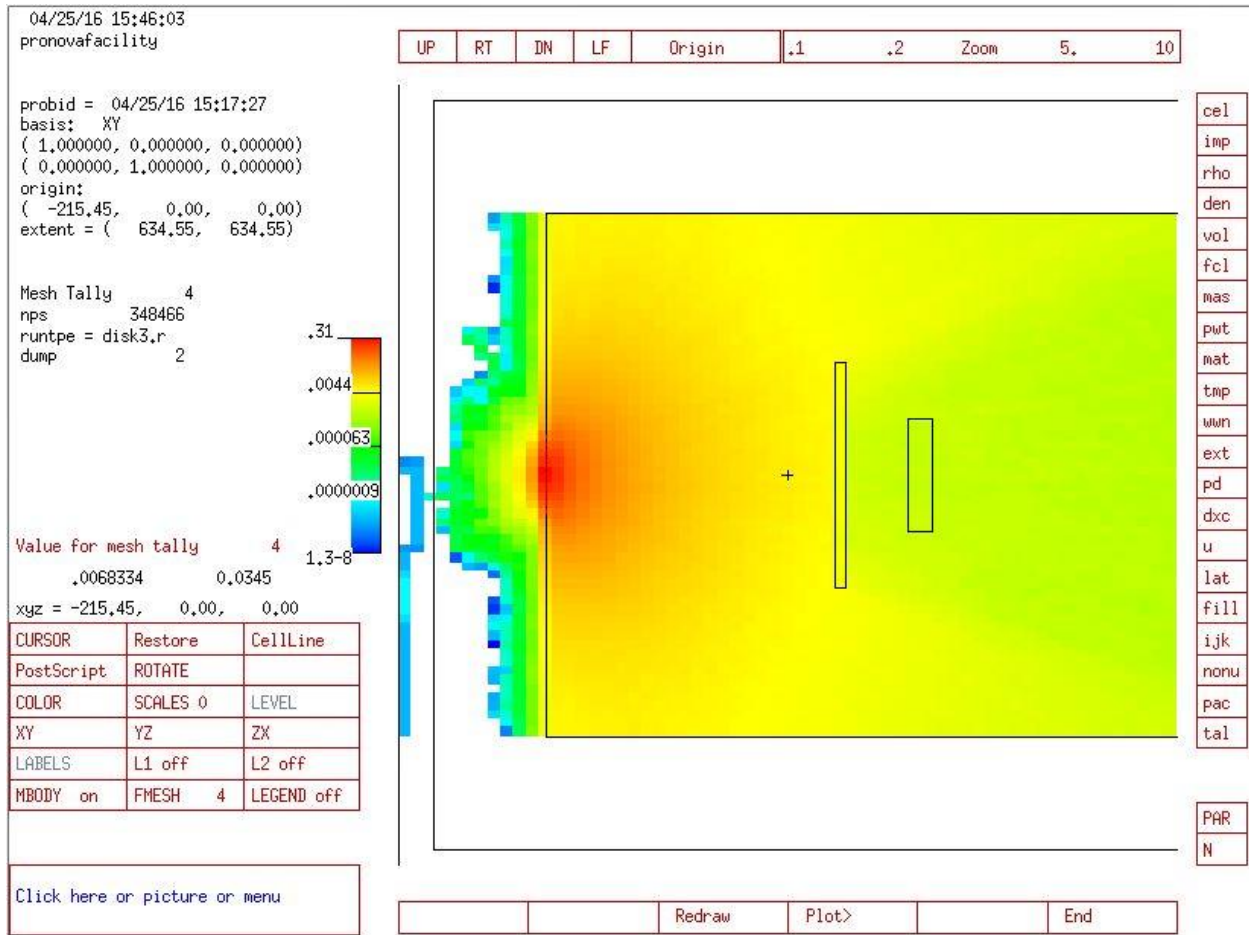 04/25/16 15:46:03
pronovafacility
UP RT DN LF Origin .1 .2 Zoom 5. 10
probid = 04/25/16 15:17:27
basis: XY
( 1.000000, 0.000000, 0.000000)
( 0.000000, 1.000000, 0.000000)
origin:
( -215.45, 0.00, 0.00)
extent = ( 634.55, 634.55)
Mesh Tally 4
nps 348466
runtpe = disk3.r
dump 2
.31
.0044
.000063
.0000009
1.3-8
Value for mesh tally 4
.0068334 0.0345
xyz = -215.45, 0.00, 0.00
CURSOR Restore CellLine
PostScript ROTATE
COLOR SCALES 0 LEVEL
XY YZ ZX
LABELS L1 off L2 off
MBODY on FMESH 4 LEGEND off
Click here or picture or menu
Redraw Plot> End
cel
imp
rho
den
vol
fcl
mas
pwt
mat
tmp
wwn
ext
pd
dxc
u
lat
fill
ijk
nonu
pac
tal
PAR
N